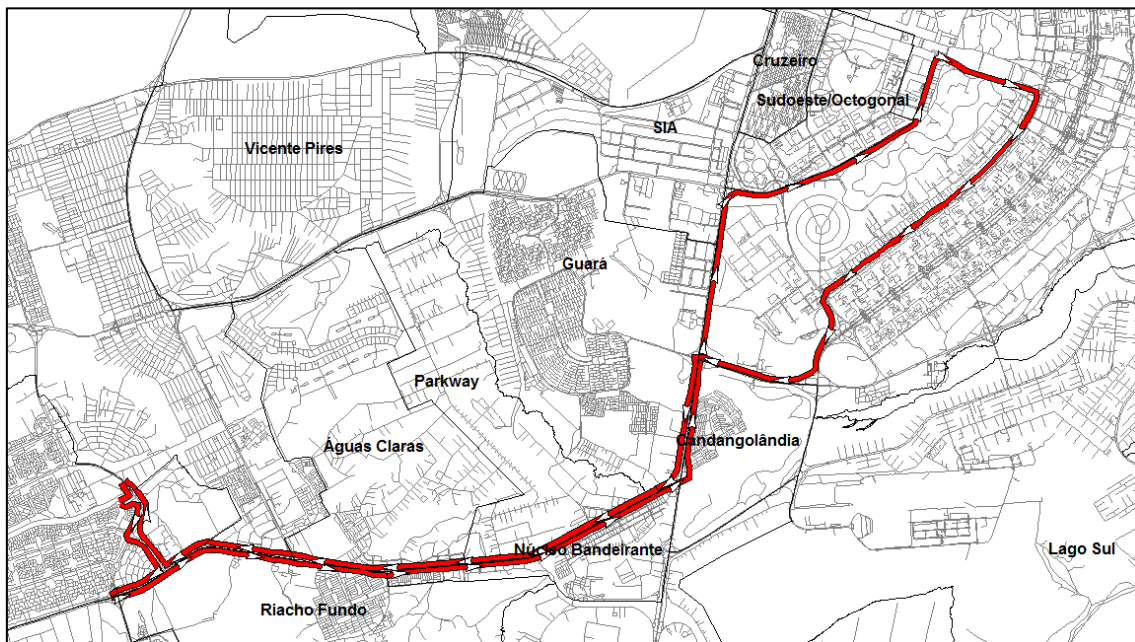 Cruzeiro
Sudoeste/Octogonal
SIA
Vicente Pires
Guará
Parkway
Candangolândia
Águas Claras
Núcleo Bandeirante
Lago Sul
Riacho Fundo